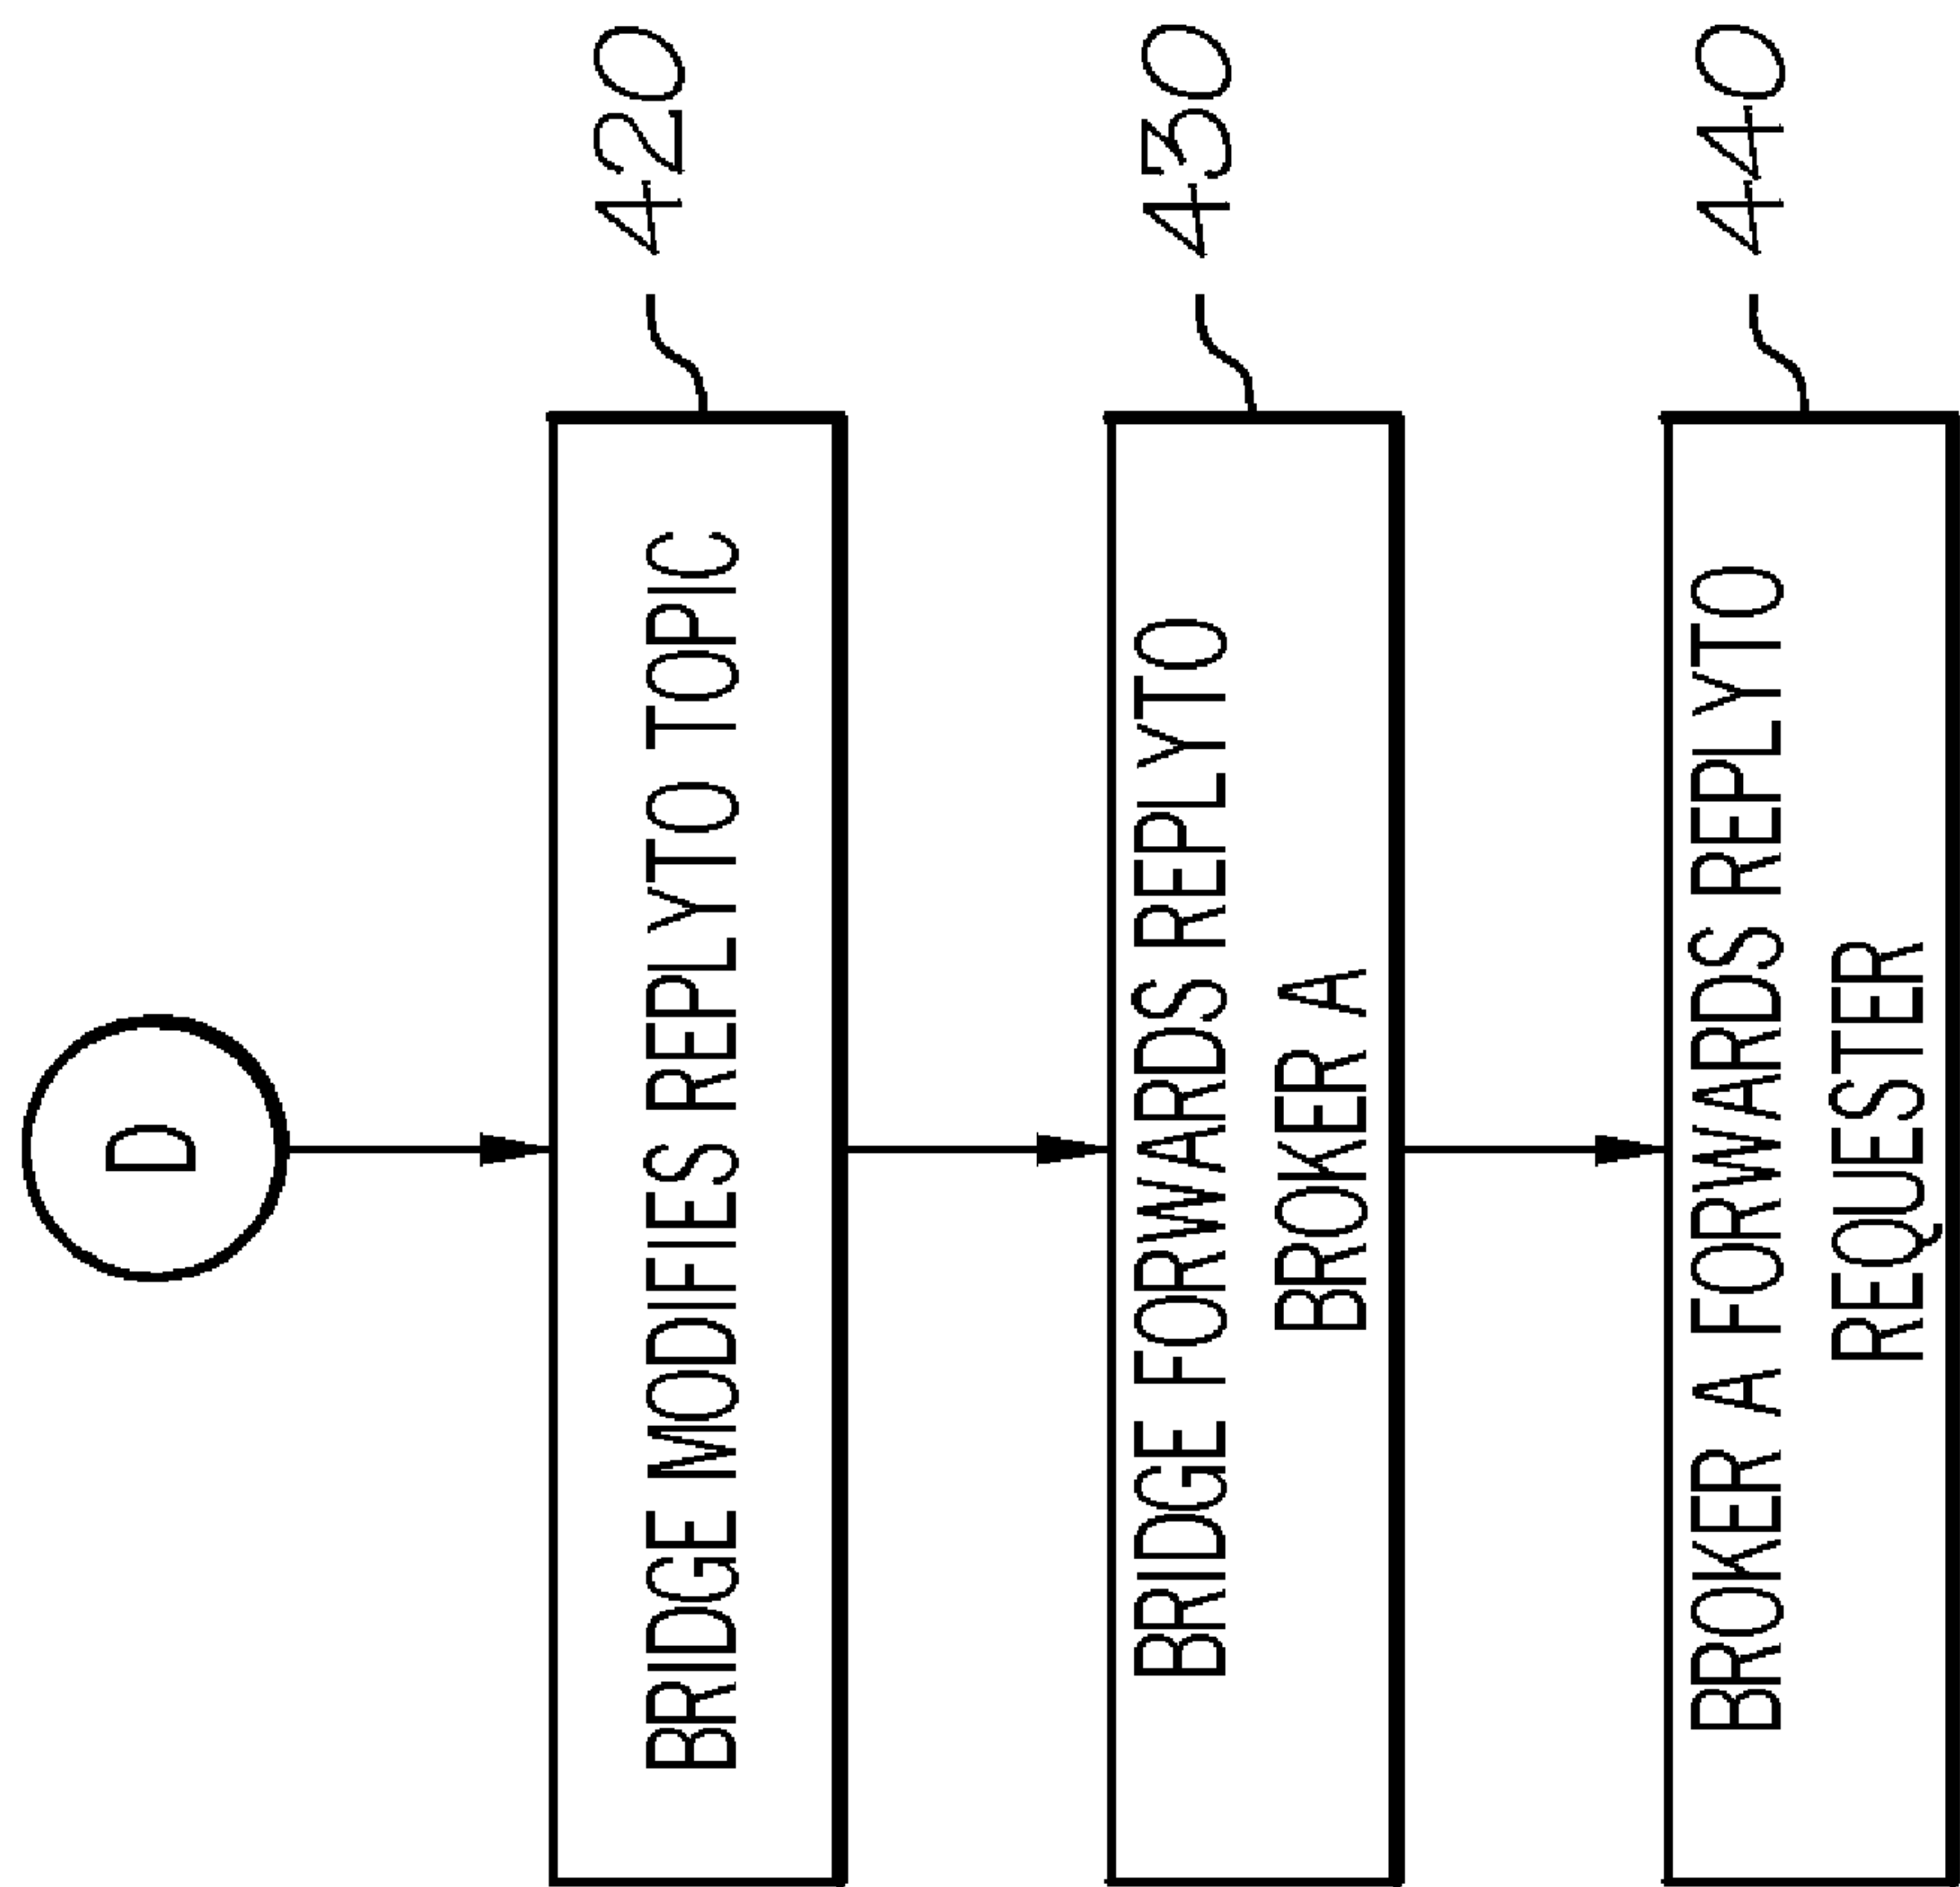 D
BRIDGE MODIFIES REPLYTO TOPIC
420
BRIDGE FORWARDS REPLYTO
BROKER A
430
BROKER A FORWARDS REPLYTO
REQUESTER
440